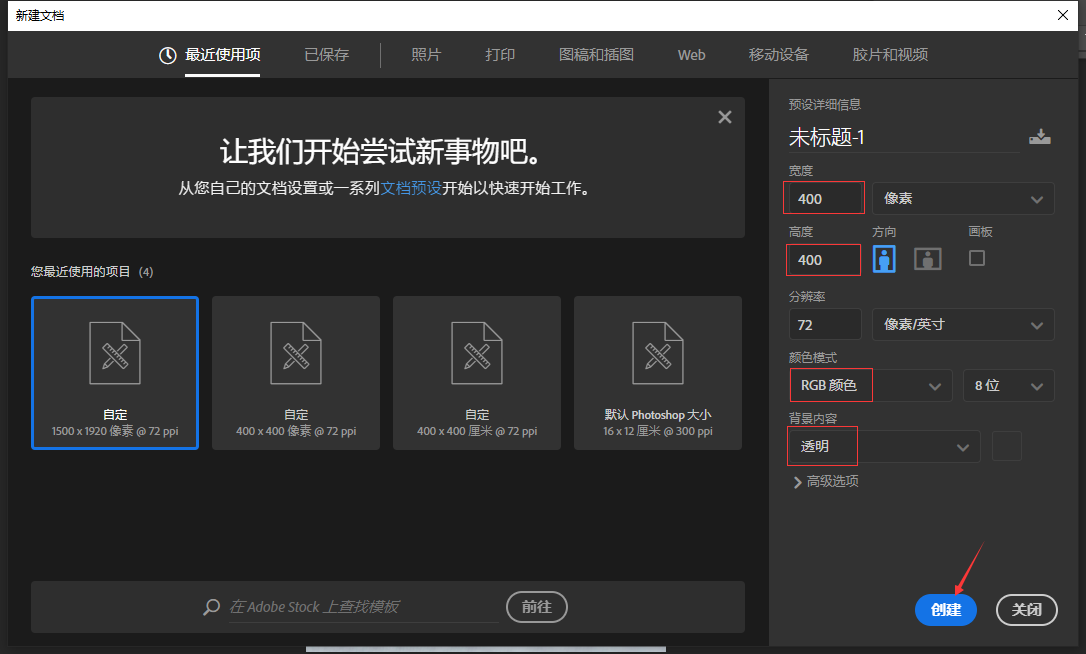 新建文档
最近使用项 已保存 照片 打印 图稿和插图 Web 移动设备 胶片和视频
让我们开始尝试新事物吧。
从您自己的文档设置或一系列文档预设开始以快速开始工作。
您最近使用的项目 (4)
自定
1500 x 1920 像素 @ 72 ppi
自定
400 x 400 像素 @ 72 ppi
自定
400 x 400 厘米 @ 72 ppi
默认 Photoshop 大小
16 x 12 厘米 @ 300 ppi
在 Adobe Stock 上查找模板 前往
预设详细信息
未标题-1
宽度
400 像素
高度 方向 画板
400
分辨率
72 像素/英寸
颜色模式
RGB 颜色 8 位
背景内容
透明
高级选项
创建 关闭